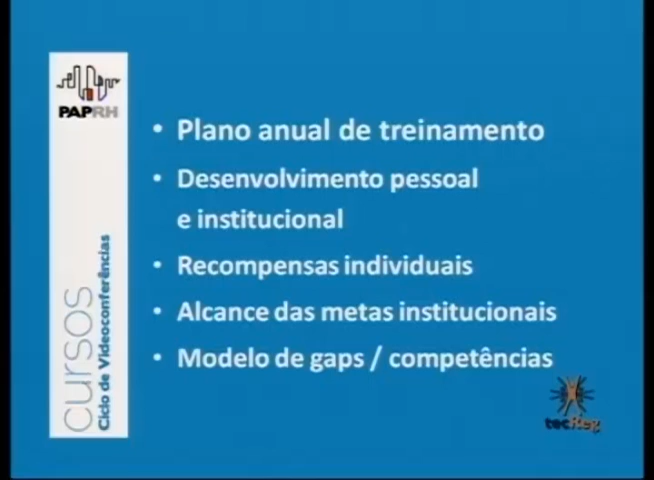 PAPRH
• Plano anual de treinamento
• Desenvolvimento pessoal
e institucional
• Recompensas individuais
• Alcance das metas institucionais
• Modelo de gaps / competências
cursos
Ciclo de Videoconferências
tecReg